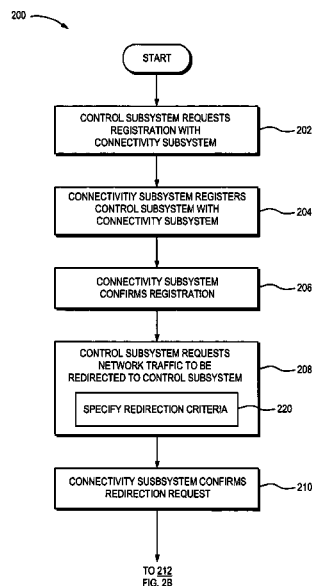 200
START
CONTROL SUBSYSTEM REQUESTS
REGISTRATION WITH
CONNECTIVITY SUBSYSTEM
202
CONNECTIVITIY SUBSYSTEM REGISTERS
CONTROL SUBSYSTEM WITH
CONNECTIVITY SUBSYSTEM
204
CONNECTIVITY SUBSYSTEM
CONFIRMS REGISTRATION
206
CONTROL SUBSYSTEM REQUESTS
NETWORK TRAFFIC TO BE
REDIRECTED TO CONTROL SUBSYSTEM
208
SPECIFY REDIRECTION CRITERIA
220
CONNECTIVITY SUSBSYSTEM CONFIRMS
REDIRECTION REQUEST
210
TO 212
FIG. 2B